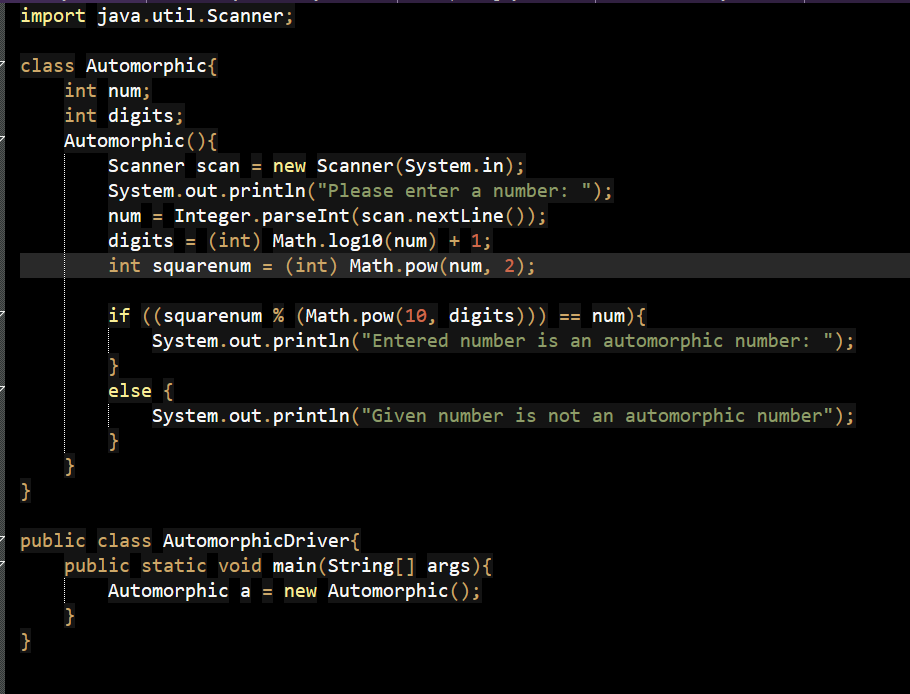 import java.util.Scanner;
class Automorphic{
    int num;
    int digits;
    Automorphic(){
        Scanner scan = new Scanner(System.in);
        System.out.println("Please enter a number: ");
        num = Integer.parseInt(scan.nextLine());
        digits = (int) Math.log10(num) + 1;
        int squarenum = (int) Math.pow(num, 2);
        if ((squarenum % (Math.pow(10, digits))) == num){
            System.out.println("Entered number is an automorphic number: ");
        }
        else {
            System.out.println("Given number is not an automorphic number");
        }
    }
}
public class AutomorphicDriver{
    public static void main(String[] args){
        Automorphic a = new Automorphic();
    }
}